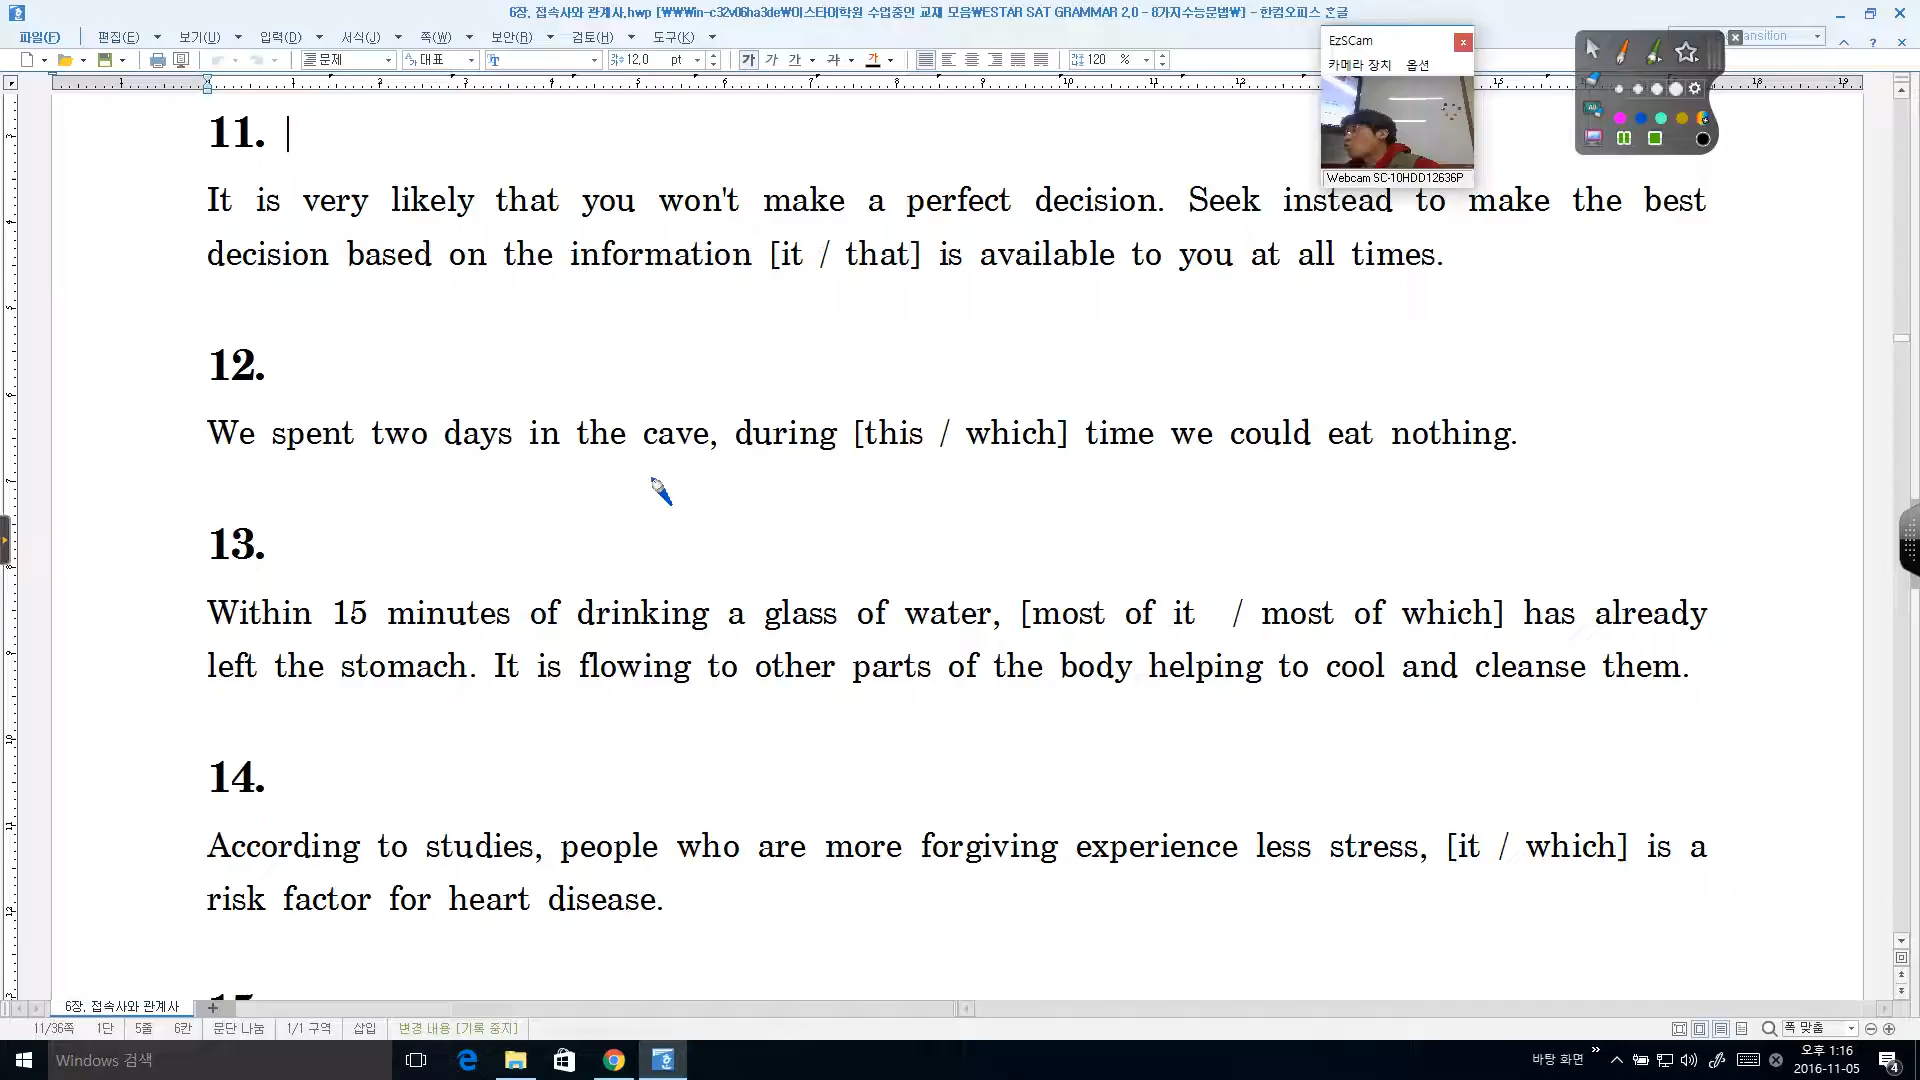 6장. 접속사와 관계사.hwp [₩₩Win-c32v06ha3de₩이스타어학원 수업중인 교재 모음₩ESTAR SAT GRAMMAR 2.0 - 8가지수능문법₩] - 한컴오피스 한글
파일(F) 편집(E) 보기(U) 입력(D) 서식(J) 쪽(W) 보안(B) 검토(H) 도구(K)
문제 대표 12.0 pt 가 가 가 가 가 120 %
EzSCam
카메라 장치 옵션
Webcam SC-10HDD12636P
11.
It is very likely that you won't make a perfect decision. Seek instead to make the best
decision based on the information [it / that] is available to you at all times.
12.
We spent two days in the cave, during [this / which] time we could eat nothing.
13.
Within 15 minutes of drinking a glass of water, [most of it / most of which] has already
left the stomach. It is flowing to other parts of the body helping to cool and cleanse them.
14.
According to studies, people who are more forgiving experience less stress, [it / which] is a
risk factor for heart disease.
6장. 접속사와 관계사
11/36쪽 1단 5줄 6칸 문단 나눔 1/1 구역 삽입 변경 내용 [기록 중지] 쪽 맞춤
Windows 검색
바탕 화면
오후 1:16
2016-11-05
4